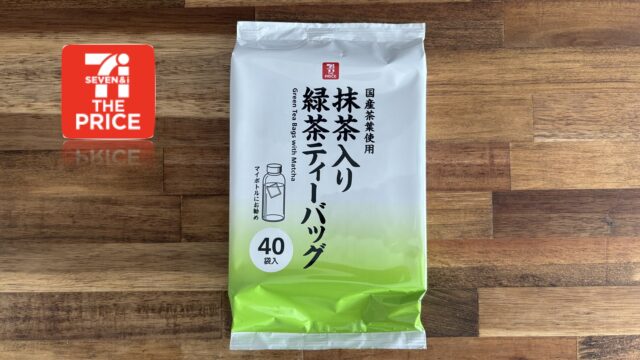 SEVEN&i
THE
PRICE
PRICE
国産茶葉使用
抹茶入り
緑茶ティーバッグ
Green Tea Bags with Matcha
マイボトルにお勧め
40
袋入